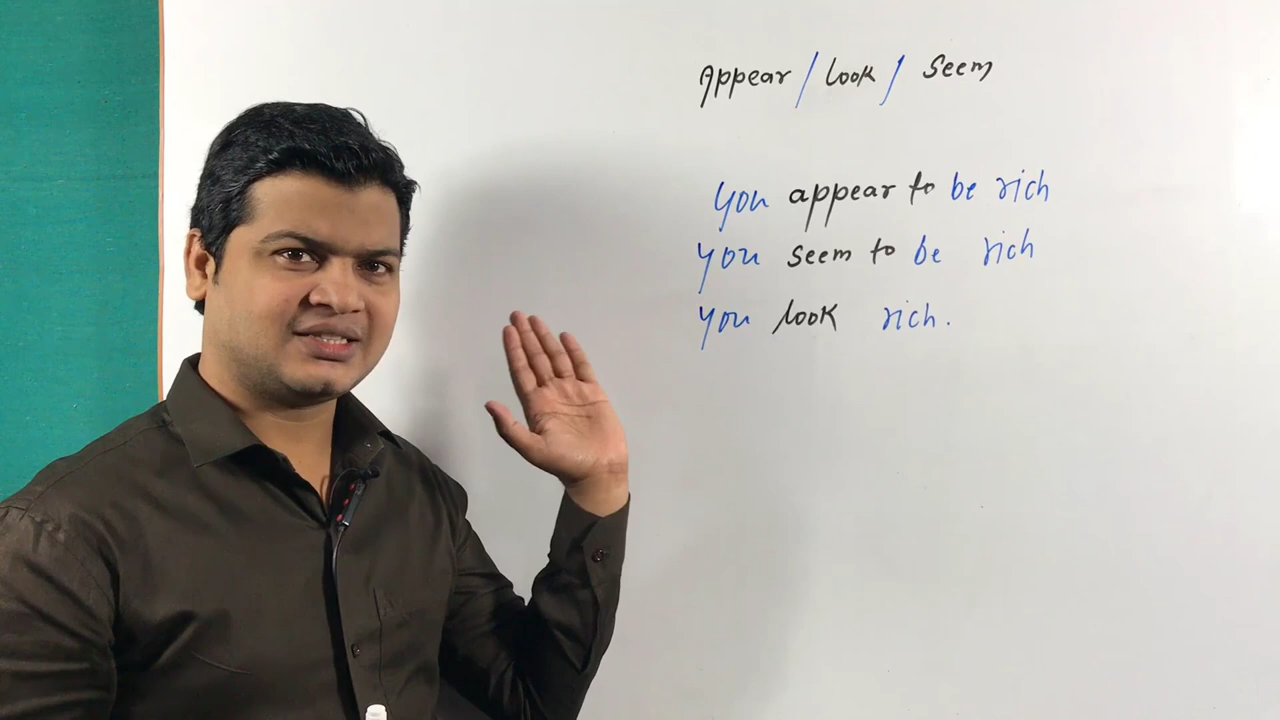 Appear / look / seem
you appear to be rich
you seem to be rich
you look rich.